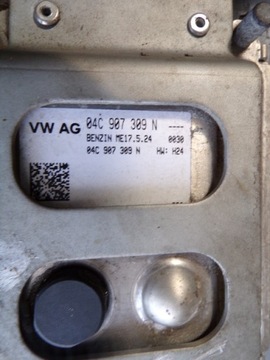 VW AG 04C 907 309 N ----
BENZIN ME17.5.24 0030
04C 907 309 N HW: H24